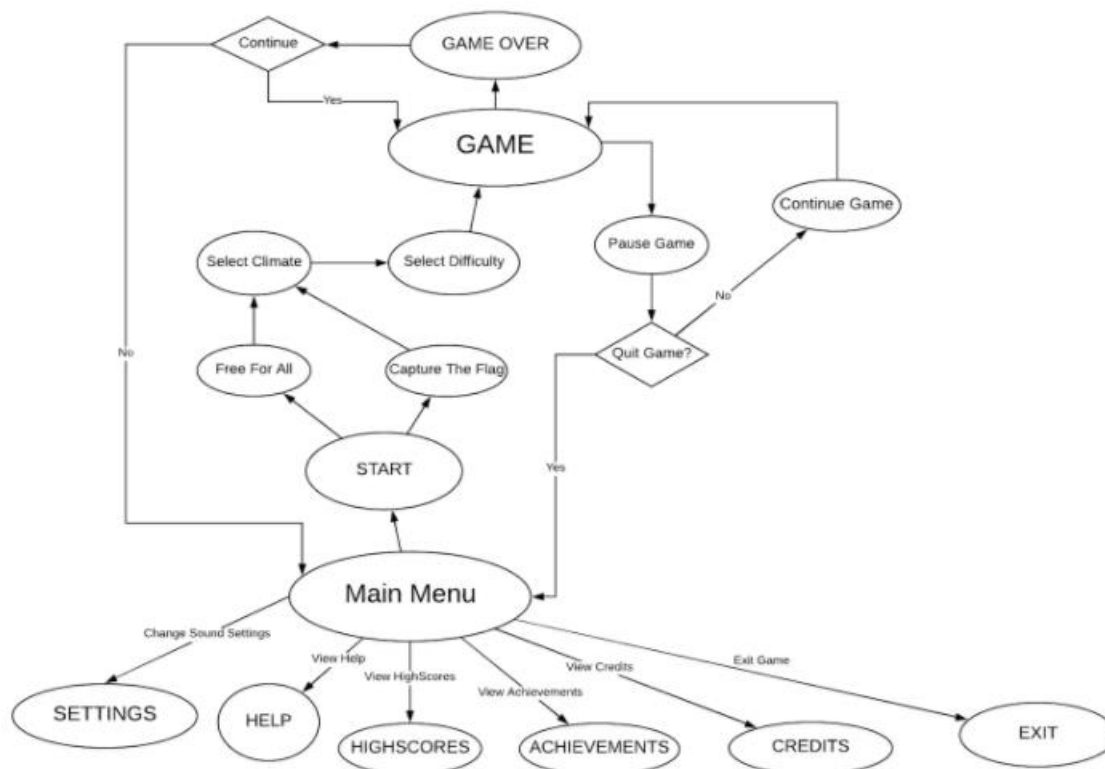 Continue
GAME OVER
Yes
GAME
Continue Game
Pause Game
Select Climate
Select Difficulty
No
No
Quit Game?
Free For All
Capture The Flag
START
Yes
Main Menu
Change Sound Settings
View Help
View HighScores
View Achievements
View Credits
Exit Game
SETTINGS
HELP
HIGHSCORES
ACHIEVEMENTS
CREDITS
EXIT